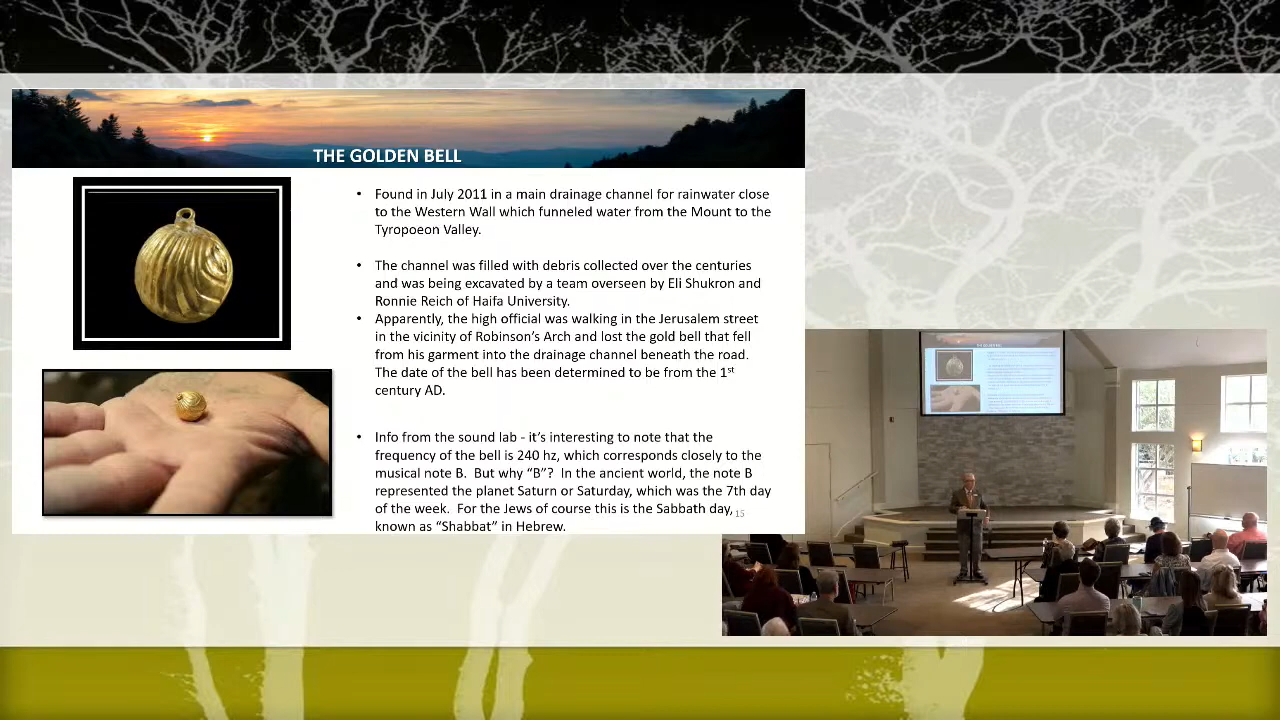 THE GOLDEN BELL
• Found in July 2011 in a main drainage channel for rainwater close
to the Western Wall which funneled water from the Mount to the
Tyropoeon Valley.
• The channel was filled with debris collected over the centuries
and was being excavated by a team overseen by Eli Shukron and
Ronnie Reich of Haifa University.
• Apparently, the high official was walking in the Jerusalem street
in the vicinity of Robinson's Arch and lost the gold bell that fell
from his garment into the drainage channel beneath the road.
The date of the bell has been determined to be from the 1st
century AD.
• Info from the sound lab - it's interesting to note that the
frequency of the bell is 240 hz, which corresponds closely to the
musical note B. But why "B"? In the ancient world, the note B
represented the planet Saturn or Saturday, which was the 7th day
of the week. For the Jews of course this is the Sabbath day,
known as "Shabbat" in Hebrew.
15